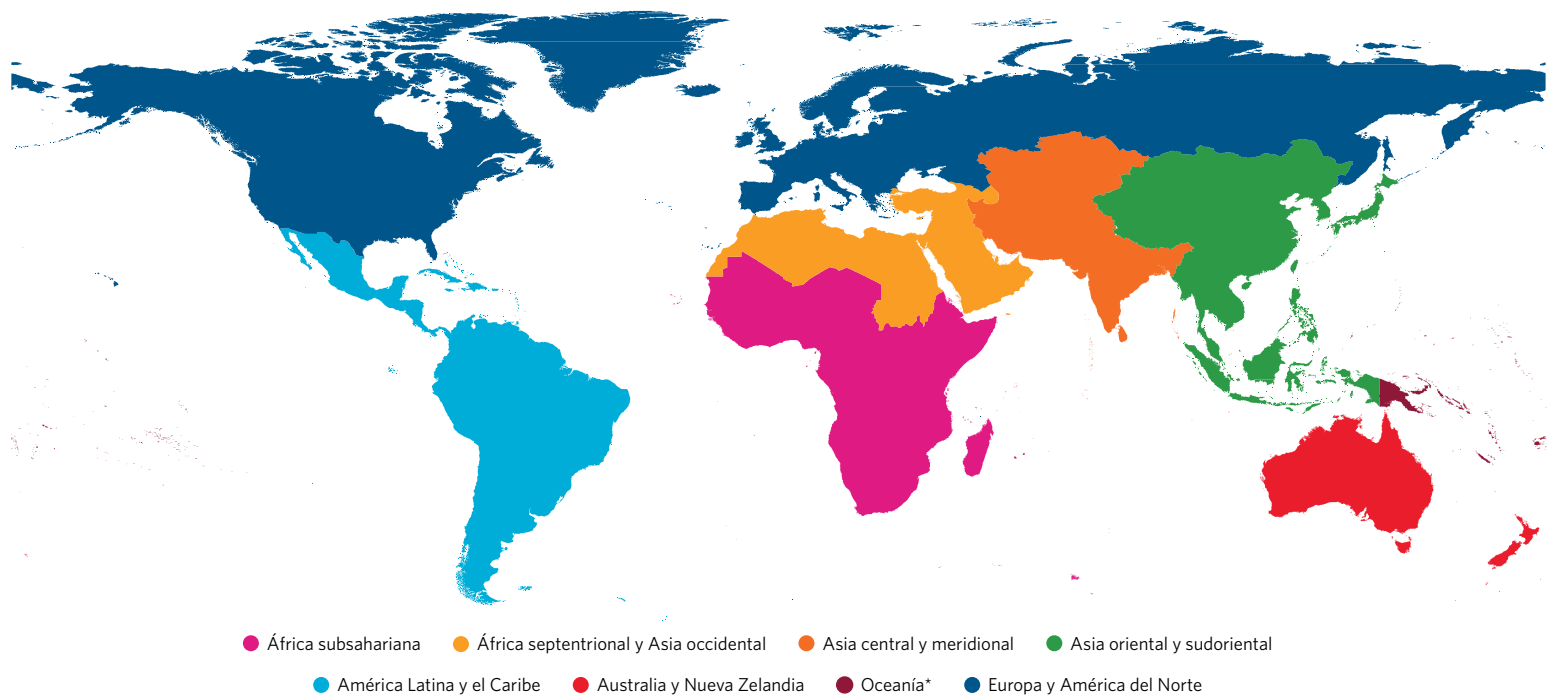 África subsahariana África septentrional y Asia occidental Asia central y meridional Asia oriental y sudoriental
América Latina y el Caribe Australia y Nueva Zelandia Oceanía* Europa y América del Norte